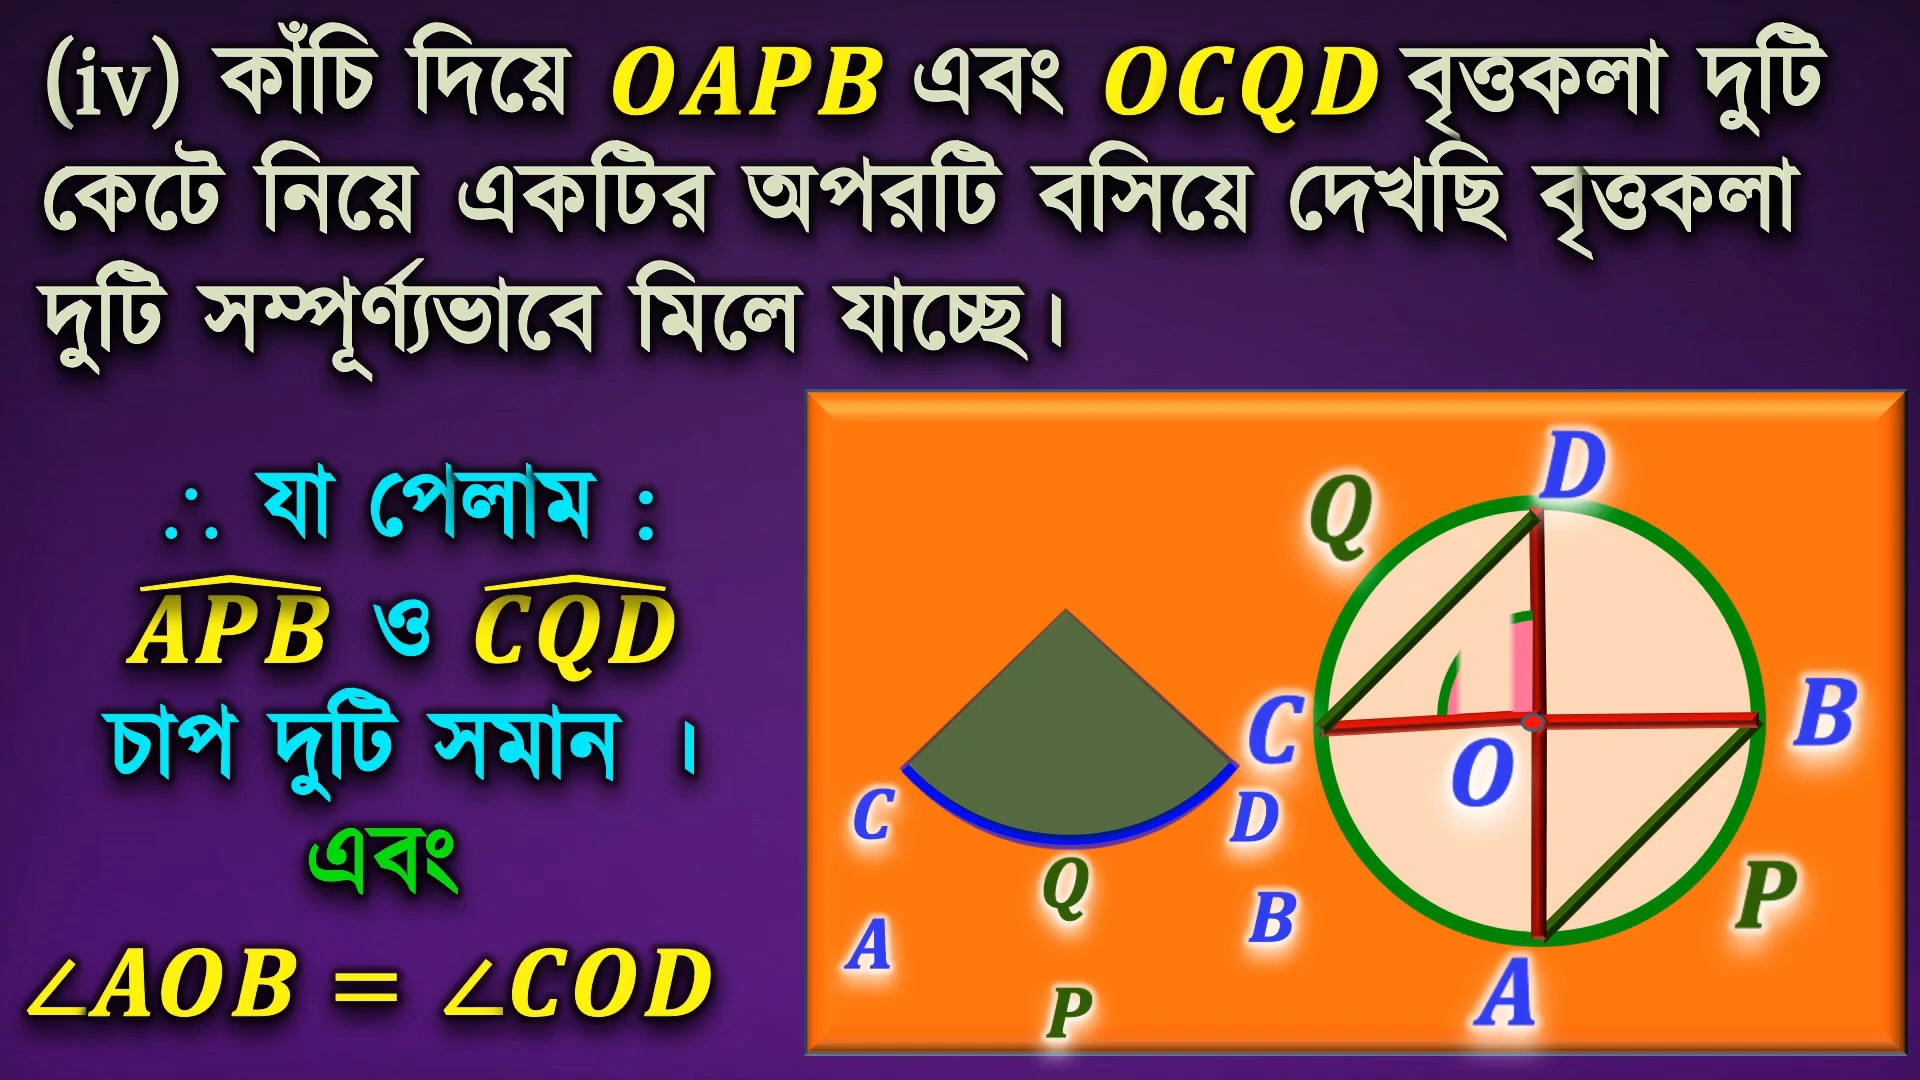 (iv) কাঁচি দিয়ে OAPB এবং OCQD বৃত্তকলা দুটি
কেটে নিয়ে একটির অপরটি বসিয়ে দেখছি বৃত্তকলা
দুটি সম্পূর্ণ্যভাবে মিলে যাচ্ছে।
∴ যা পেলাম :
APB ও CQD
চাপ দুটি সমান ।
এবং
∠AOB = ∠COD
D
Q
C
B
O
P
A
C
D
Q
B
A
P